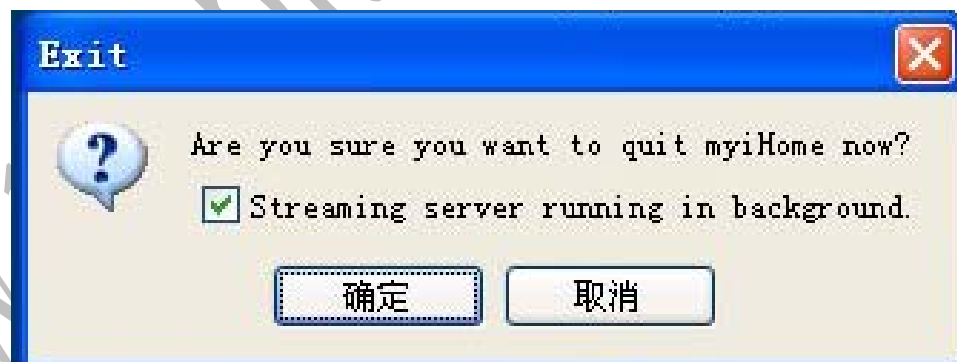 Exit
Are you sure you want to quit myiHome now?
Streaming server running in background.
确定 取消